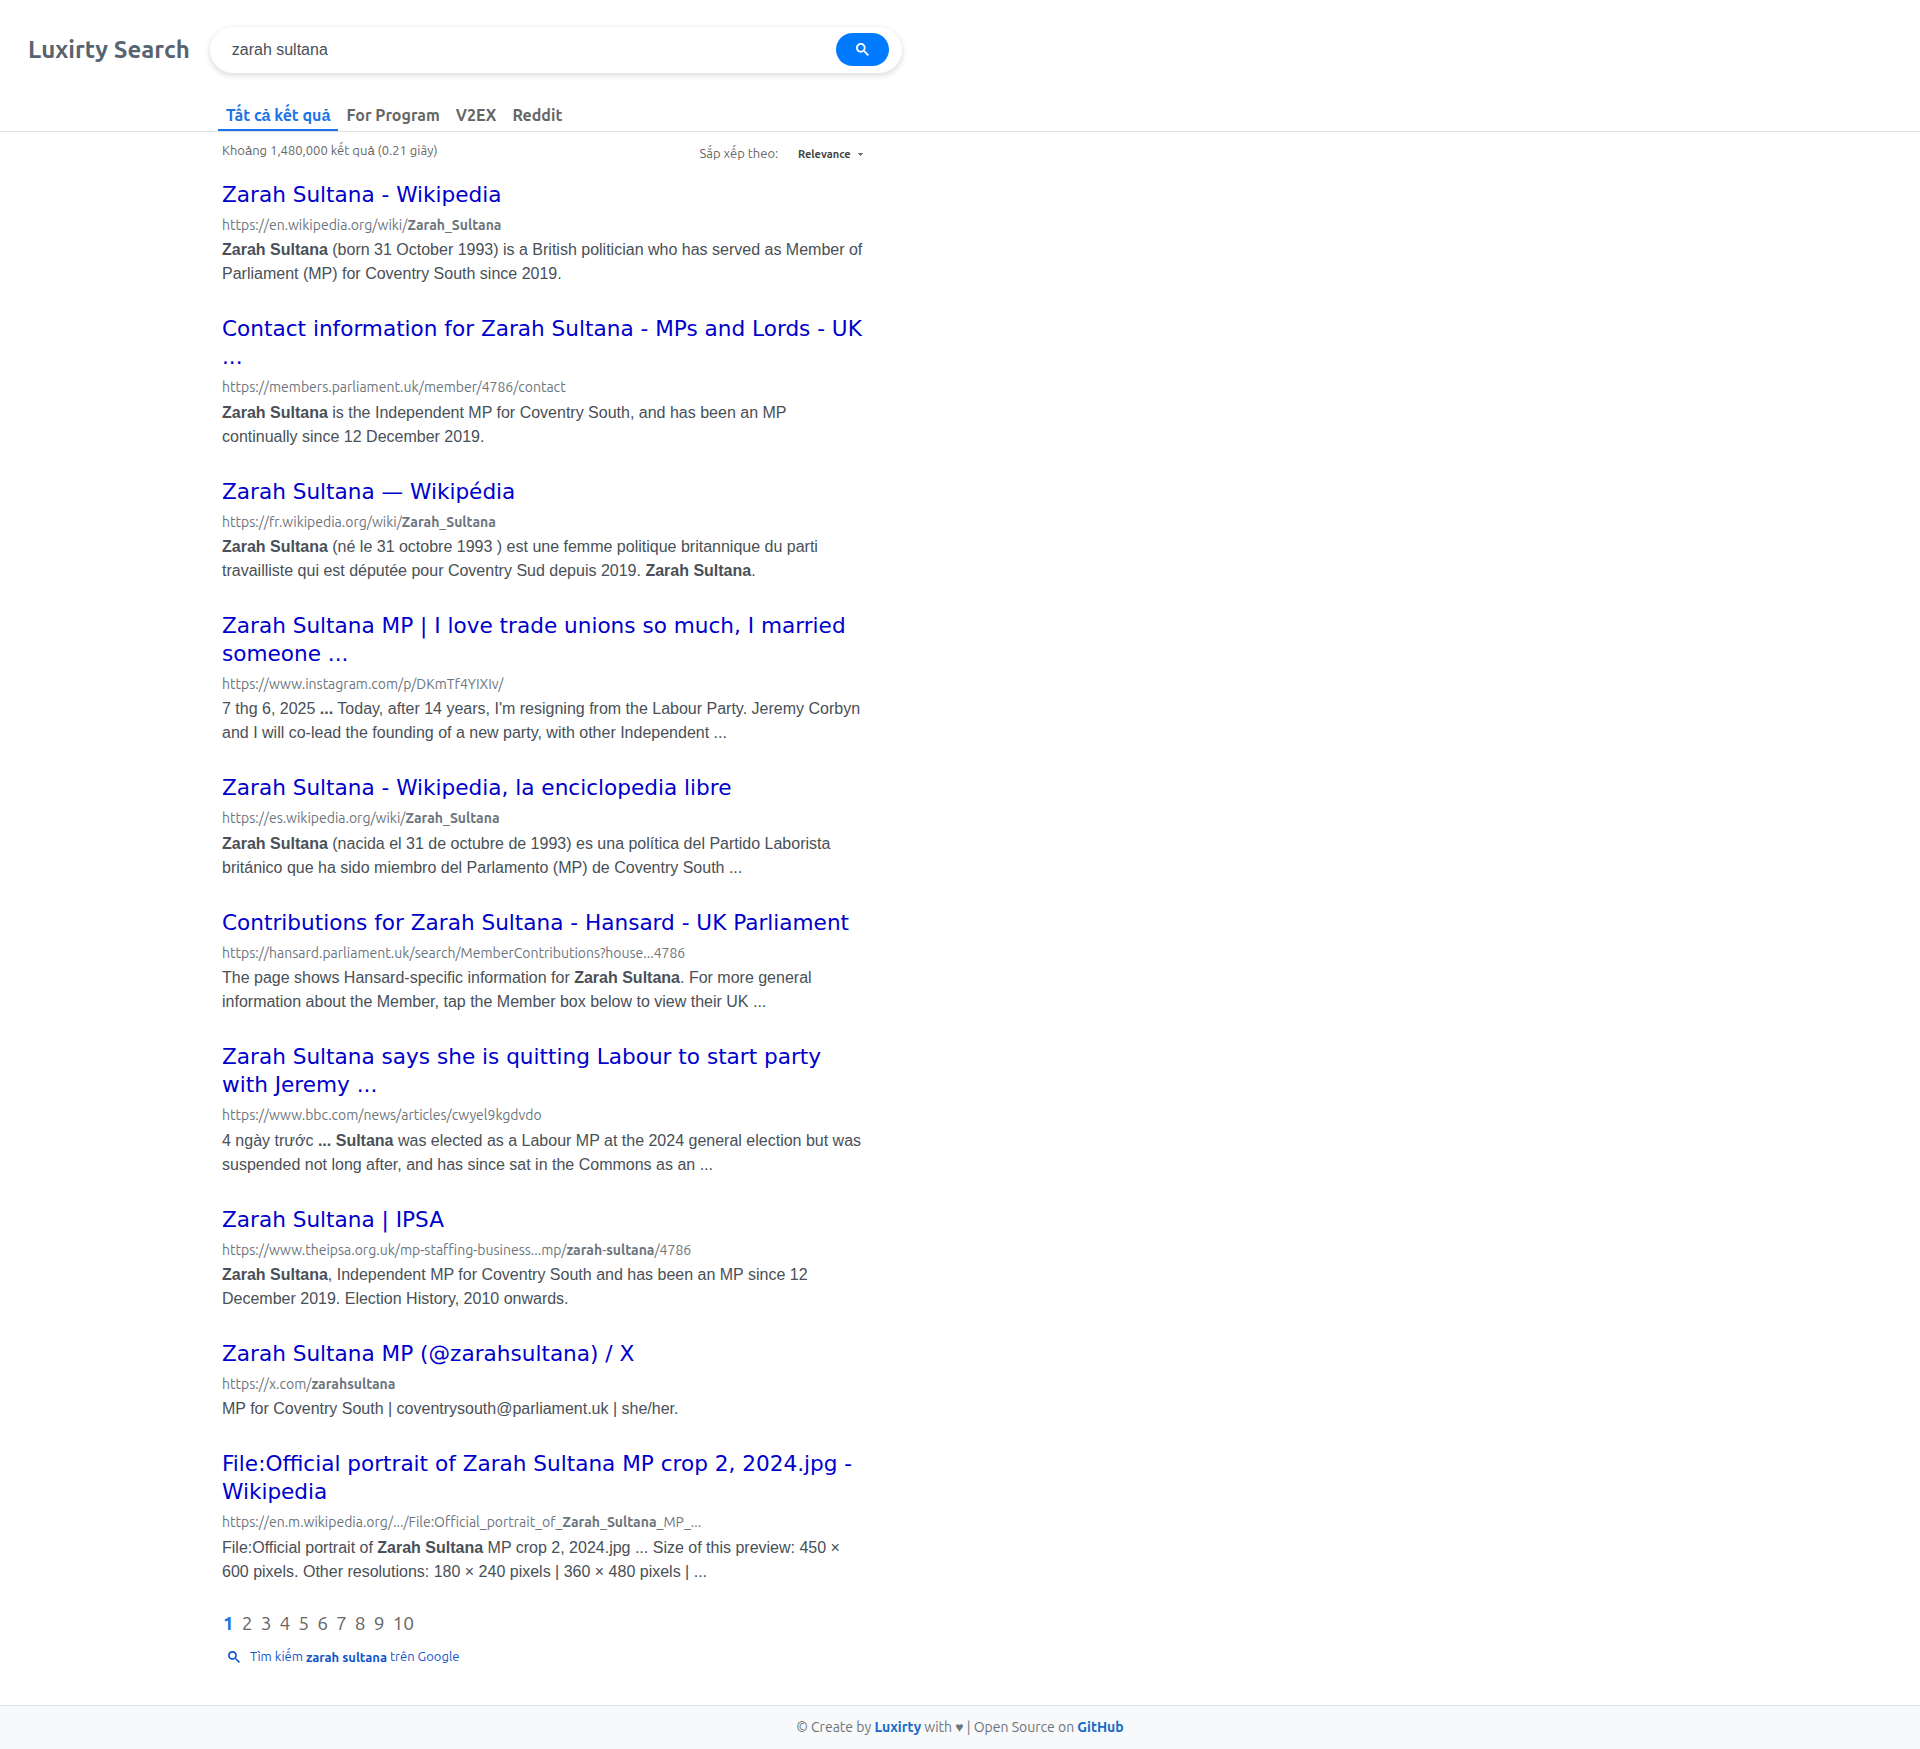 Luxirty Search
zarah sultana
Tất cả kết quả For Program V2EX Reddit
Khoảng 1,480,000 kết quả (0.21 giây)
Sắp xếp theo: Relevance
Zarah Sultana - Wikipedia
https://en.wikipedia.org/wiki/Zarah_Sultana
Zarah Sultana (born 31 October 1993) is a British politician who has served as Member of
Parliament (MP) for Coventry South since 2019.
Contact information for Zarah Sultana - MPs and Lords - UK
...
https://members.parliament.uk/member/4786/contact
Zarah Sultana is the Independent MP for Coventry South, and has been an MP
continually since 12 December 2019.
Zarah Sultana — Wikipédia
https://fr.wikipedia.org/wiki/Zarah_Sultana
Zarah Sultana (né le 31 octobre 1993 ) est une femme politique britannique du parti
travailliste qui est députée pour Coventry Sud depuis 2019. Zarah Sultana.
Zarah Sultana MP | I love trade unions so much, I married
someone ...
https://www.instagram.com/p/DKmTf4YIXIv/
7 thg 6, 2025 ... Today, after 14 years, I'm resigning from the Labour Party. Jeremy Corbyn
and I will co-lead the founding of a new party, with other Independent ...
Zarah Sultana - Wikipedia, la enciclopedia libre
https://es.wikipedia.org/wiki/Zarah_Sultana
Zarah Sultana (nacida el 31 de octubre de 1993) es una política del Partido Laborista
británico que ha sido miembro del Parlamento (MP) de Coventry South ...
Contributions for Zarah Sultana - Hansard - UK Parliament
https://hansard.parliament.uk/search/MemberContributions?house...4786
The page shows Hansard-specific information for Zarah Sultana. For more general
information about the Member, tap the Member box below to view their UK ...
Zarah Sultana says she is quitting Labour to start party
with Jeremy ...
https://www.bbc.com/news/articles/cwyel9kgdvdo
4 ngày trước ... Sultana was elected as a Labour MP at the 2024 general election but was
suspended not long after, and has since sat in the Commons as an ...
Zarah Sultana | IPSA
https://www.theipsa.org.uk/mp-staffing-business...mp/zarah-sultana/4786
Zarah Sultana, Independent MP for Coventry South and has been an MP since 12
December 2019. Election History, 2010 onwards.
Zarah Sultana MP (@zarahsultana) / X
https://x.com/zarahsultana
MP for Coventry South | coventrysouth@parliament.uk | she/her.
File:Official portrait of Zarah Sultana MP crop 2, 2024.jpg -
Wikipedia
https://en.m.wikipedia.org/.../File:Official_portrait_of_Zarah_Sultana_MP_...
File:Official portrait of Zarah Sultana MP crop 2, 2024.jpg ... Size of this preview: 450 ×
600 pixels. Other resolutions: 180 × 240 pixels | 360 × 480 pixels | ...
1 2 3 4 5 6 7 8 9 10
Tìm kiếm zarah sultana trên Google
© Create by Luxirty with ♥ | Open Source on GitHub